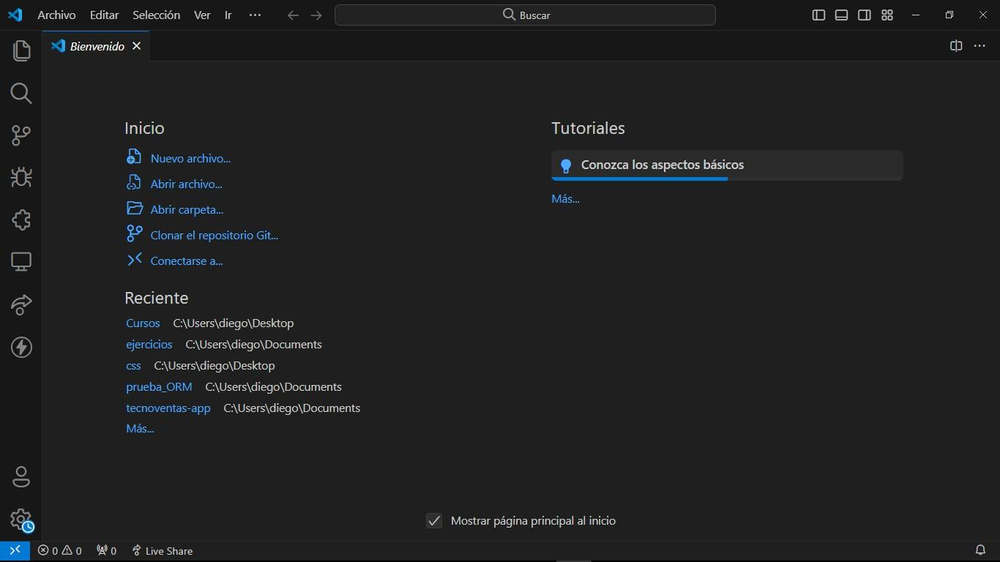 Archivo Editar Selección Ver Ir ··· Buscar
Bienvenido
Inicio
Nuevo archivo...
Abrir archivo...
Abrir carpeta...
Clonar el repositorio Git...
Conectarse a...
Reciente
Cursos C:\Users\diego\Desktop
ejercicios C:\Users\diego\Documents
css C:\Users\diego\Desktop
prueba_ORM C:\Users\diego\Documents
tecnoventas-app C:\Users\diego\Documents
Más...
Tutoriales
Conozca los aspectos básicos
Más...
Mostrar página principal al inicio
0 0 0 Live Share